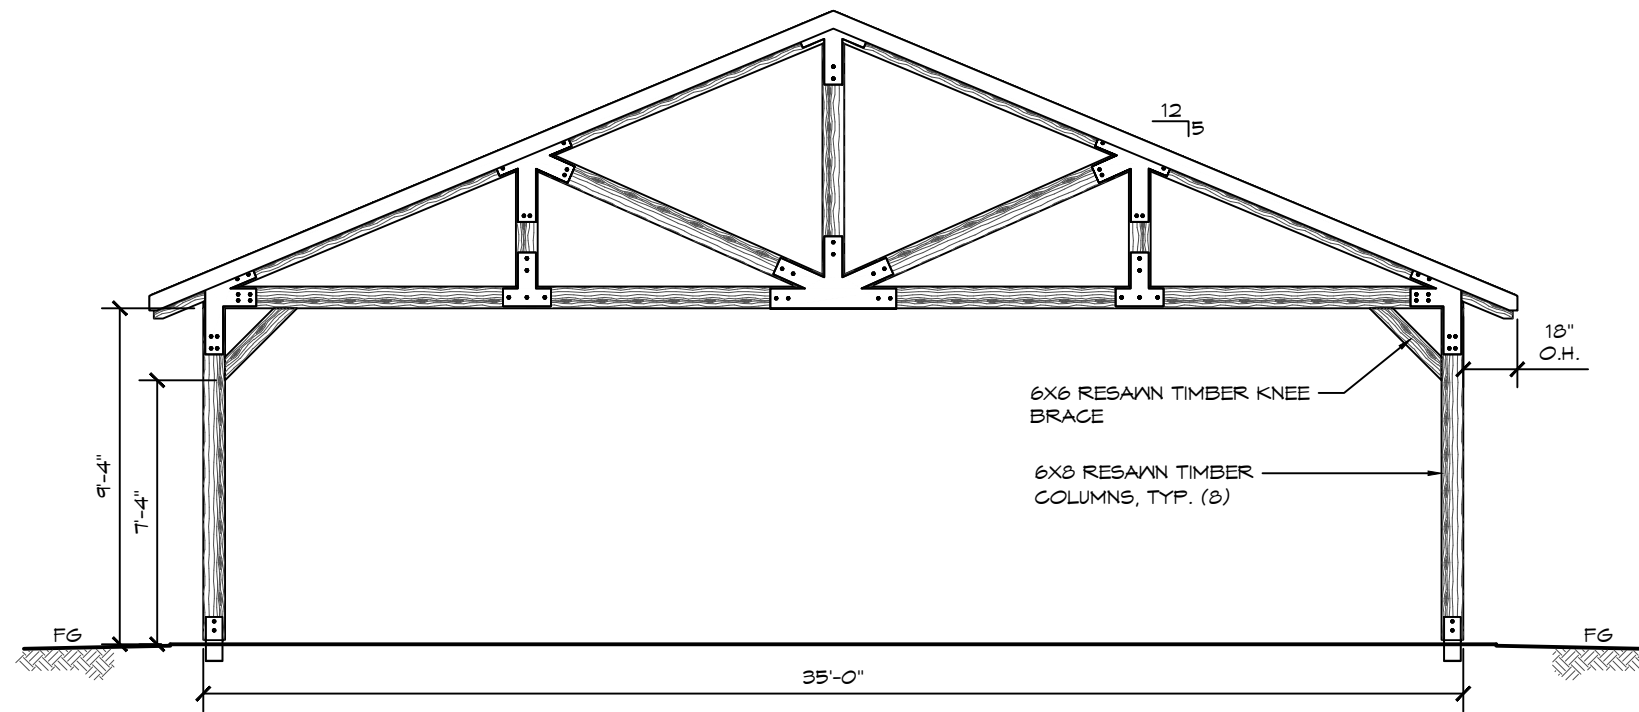 12
5
18"
O.H.
6X6 RESAWN TIMBER KNEE
BRACE
6X8 RESAWN TIMBER
COLUMNS, TYP. (8)
9'-4"
7'-4"
FG
FG
35'-0"